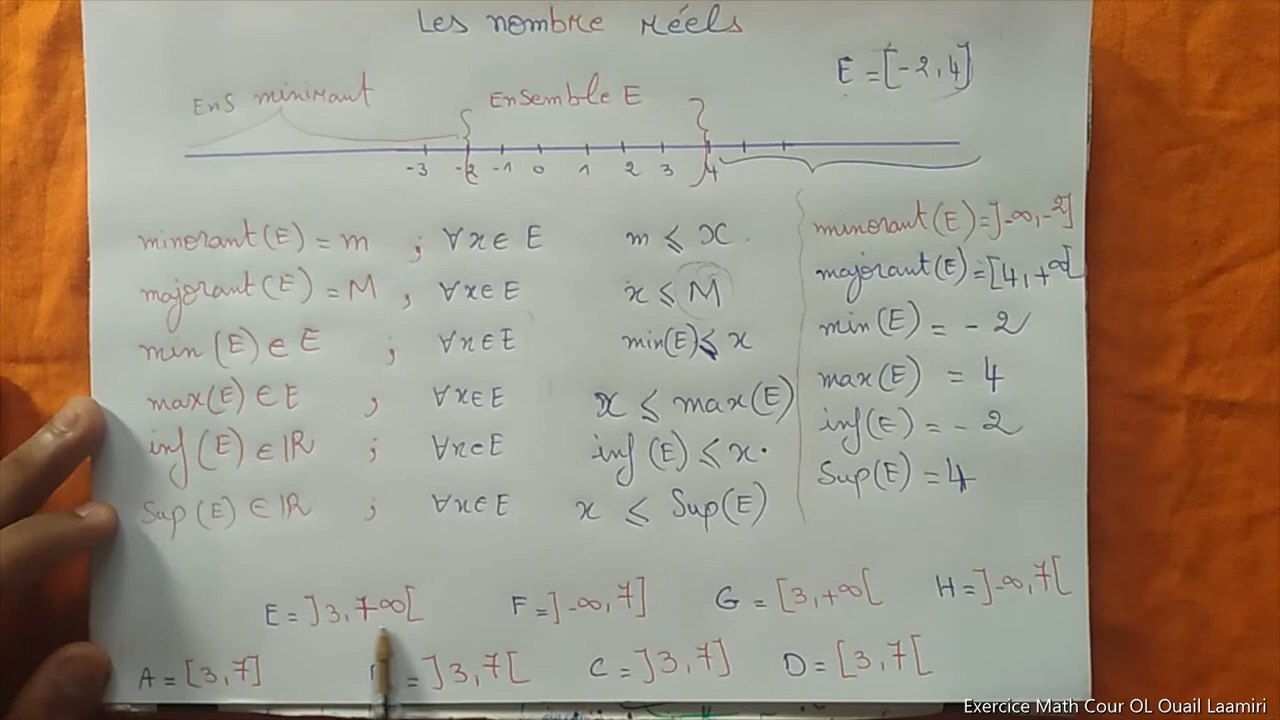 Les nombre réels
E = [-2, 4]
Ens minirant Ensemble E
-3 -2 -1 0 1 2 3 4
minorant(E) = m ; ∀x∈E m ≤ x.
majorant(E) = M , ∀x∈E x ≤ M
min(E) ∈ E ; ∀x∈E min(E) ≤ x
max(E) ∈ E , ∀x∈E x ≤ max(E)
inf(E) ∈ IR ; ∀x∈E inf(E) ≤ x.
Sup(E) ∈ IR ; ∀x∈E x ≤ Sup(E)
minorant(E) = ]-∞, -2]
majorant(E) = [4, +∞[
min(E) = -2
max(E) = 4
inf(E) = -2
Sup(E) = 4
E = ]3, +∞[ F = ]-∞, 7] G = [3, +∞[ H = ]-∞, 7[
A = [3, 7] = ]3, 7[ C = ]3, 7] D = [3, 7[
Exercice Math Cour OL Ouail Laamiri